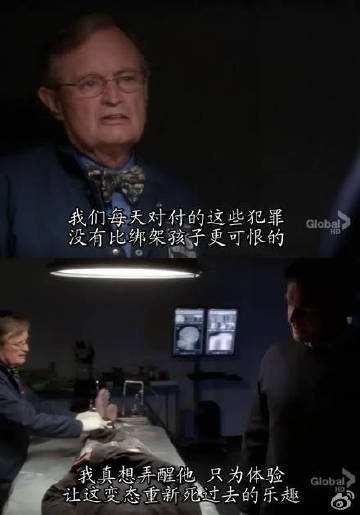 我们每天对付的这些犯罪
没有比绑架孩子更可恨的
Global
HD
我真想弄醒他 只为体验
让这变态重新死过去的乐趣
Global